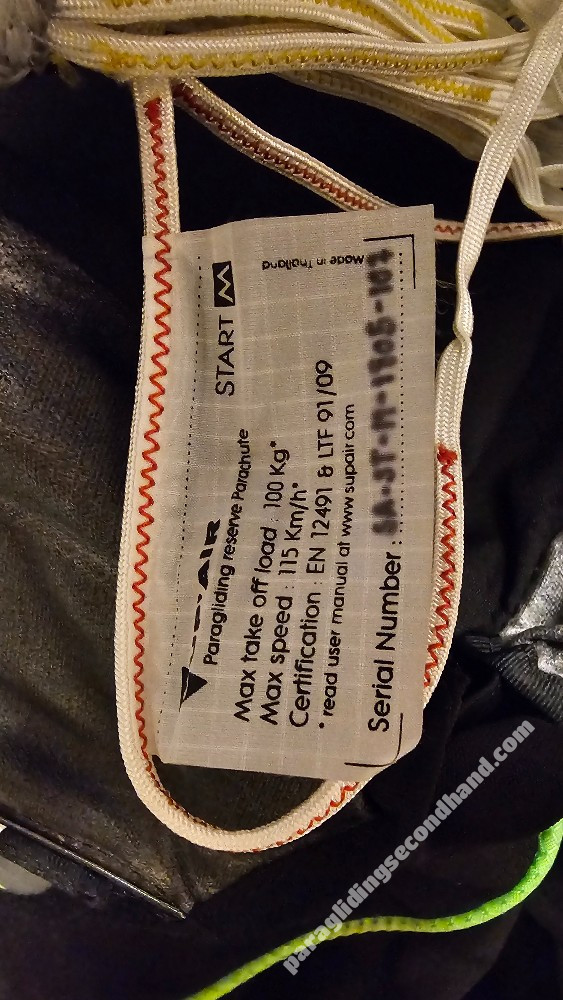 START M
Paragliding reserve Parachute
Max take off load : 100 Kg*
Max speed : 115 Km/h*
Certification : EN 12491 & LTF 91/09
* read user manual at www.supair.com
Serial Number :
Made in Thailand
paraglidingsecondhand.com